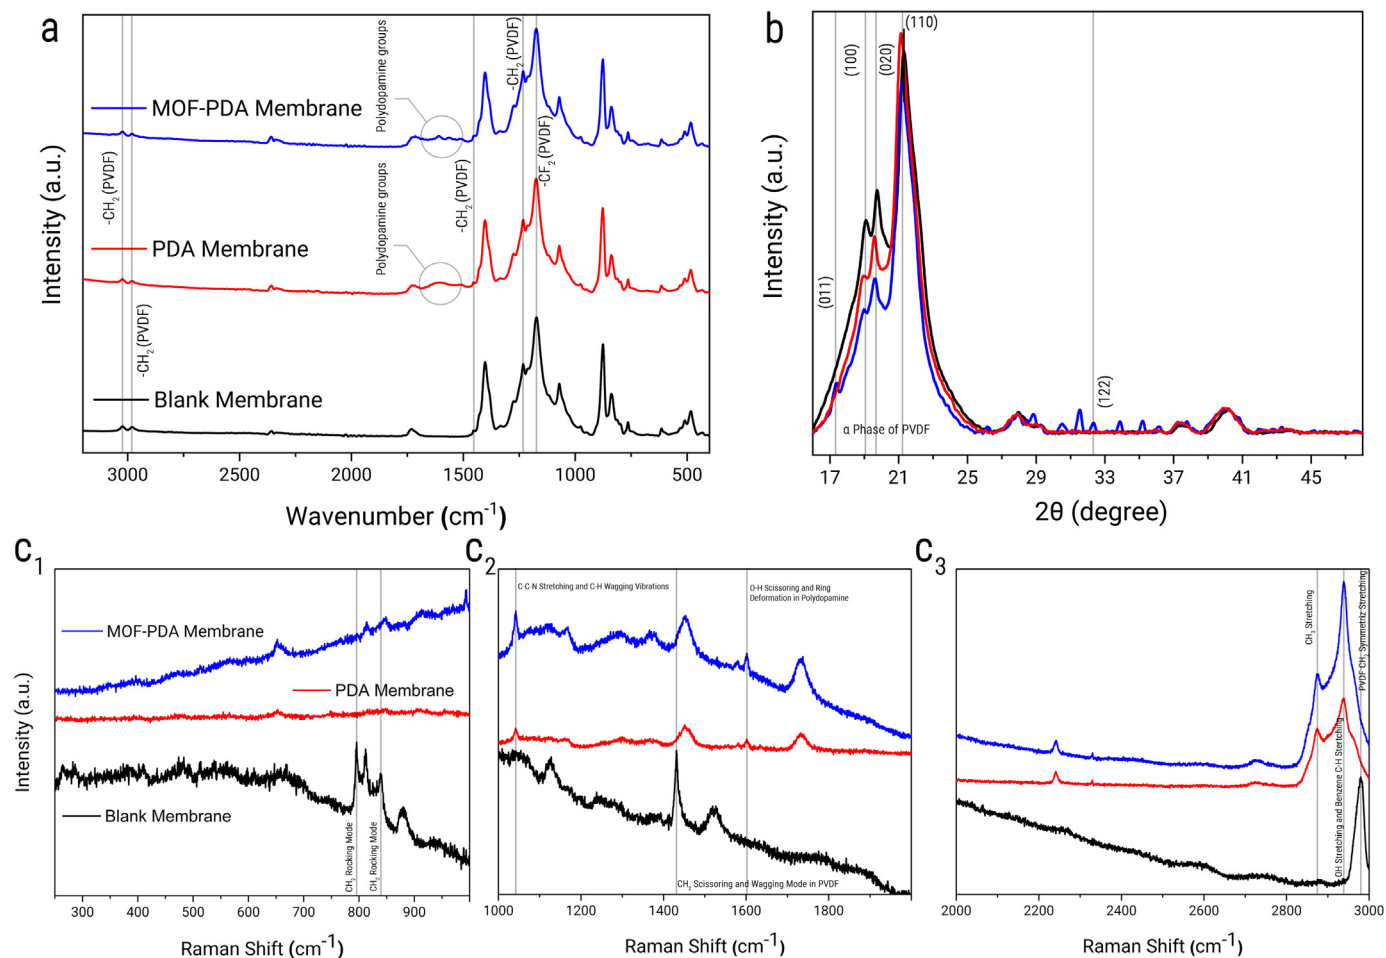 a
MOF-PDA Membrane
PDA Membrane
Blank Membrane
-CH2 (PVDF)
-CH2 (PVDF)
Polydopamine groups
Polydopamine groups
-CH2 (PVDF)
-CH2 (PVDF)
-CF2 (PVDF)
Intensity (a.u.)
3000 2500 2000 1500 1000 500
Wavenumber (cm-1)
b
(011)
(100)
(020)
(110)
(122)
α Phase of PVDF
Intensity (a.u.)
17 21 25 29 33 37 41 45
2θ (degree)
C1
MOF-PDA Membrane
PDA Membrane
Blank Membrane
CH2 Rocking Mode
CH2 Rocking Mode
Intensity (a.u.)
300 400 500 600 700 800 900
Raman Shift (cm-1)
C2
C-C-N Stretching and C-H Wagging Vibrations
O-H Scissoring and Ring
Deformation in Polydopamine
CH2 Scissoring and Wagging Mode in PVDF
1000 1200 1400 1600 1800
Raman Shift (cm-1)
C3
OH Stretching and Benzene C-H Stertching
PVDF CH2 Symmetriz Stretching
2000 2200 2400 2600 2800 3000
Raman Shift (cm-1)